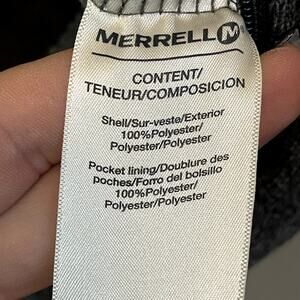 MERRELL M
CONTENT/
TENEUR/COMPOSICION
Shell/Sur-veste/Exterior
100%Polyester/
Polyester/Polyester
Pocket lining/Doublure des
poches/Forro del bolsillo
100%Polyester/
Polyester/Polyester